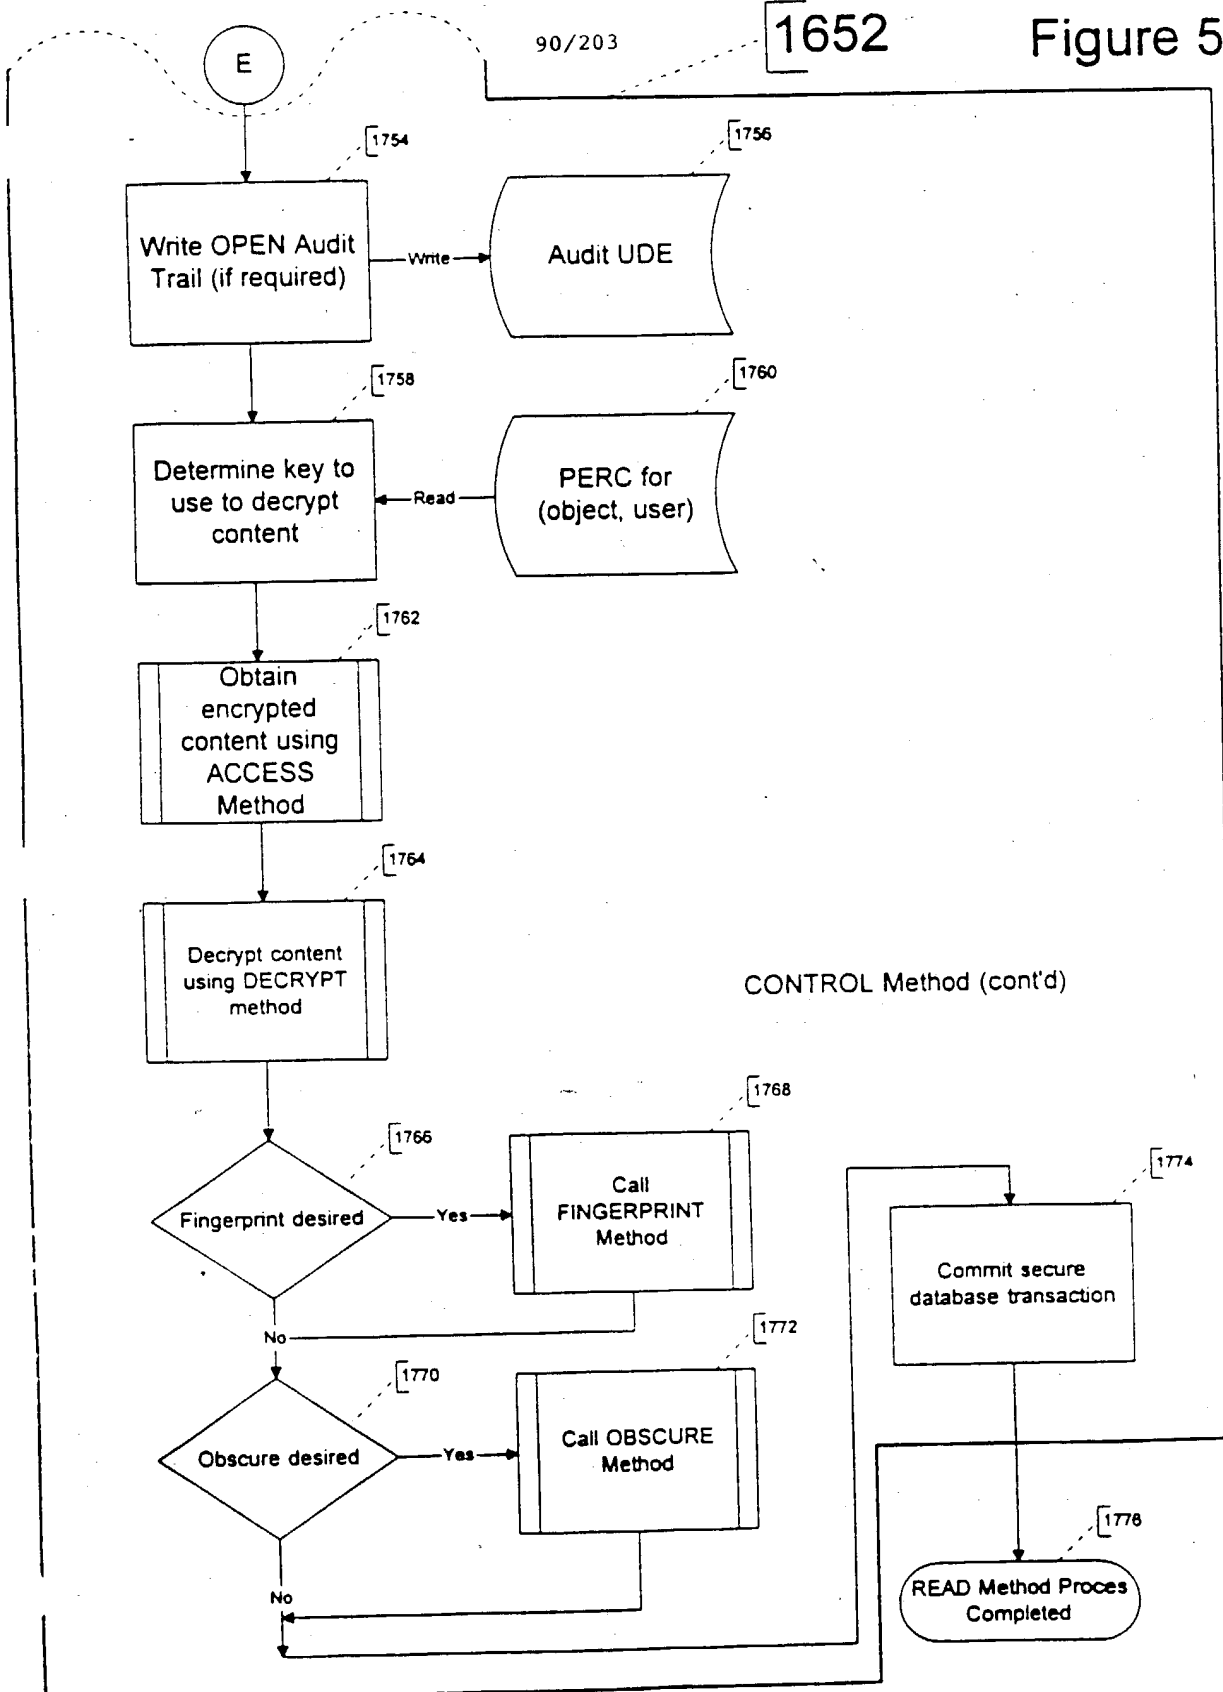 90/203
1652
Figure 5
E
1754
Write OPEN Audit
Trail (if required)
Write
1756
Audit UDE
1758
Determine key to
use to decrypt
content
Read
1760
PERC for
(object, user)
1762
Obtain
encrypted
content using
ACCESS
Method
1764
Decrypt content
using DECRYPT
method
CONTROL Method (cont'd)
1766
Fingerprint desired
Yes
1768
Call
FINGERPRINT
Method
No
1770
Obscure desired
Yes
1772
Call OBSCURE
Method
No
1774
Commit secure
database transaction
1776
READ Method Proces
Completed